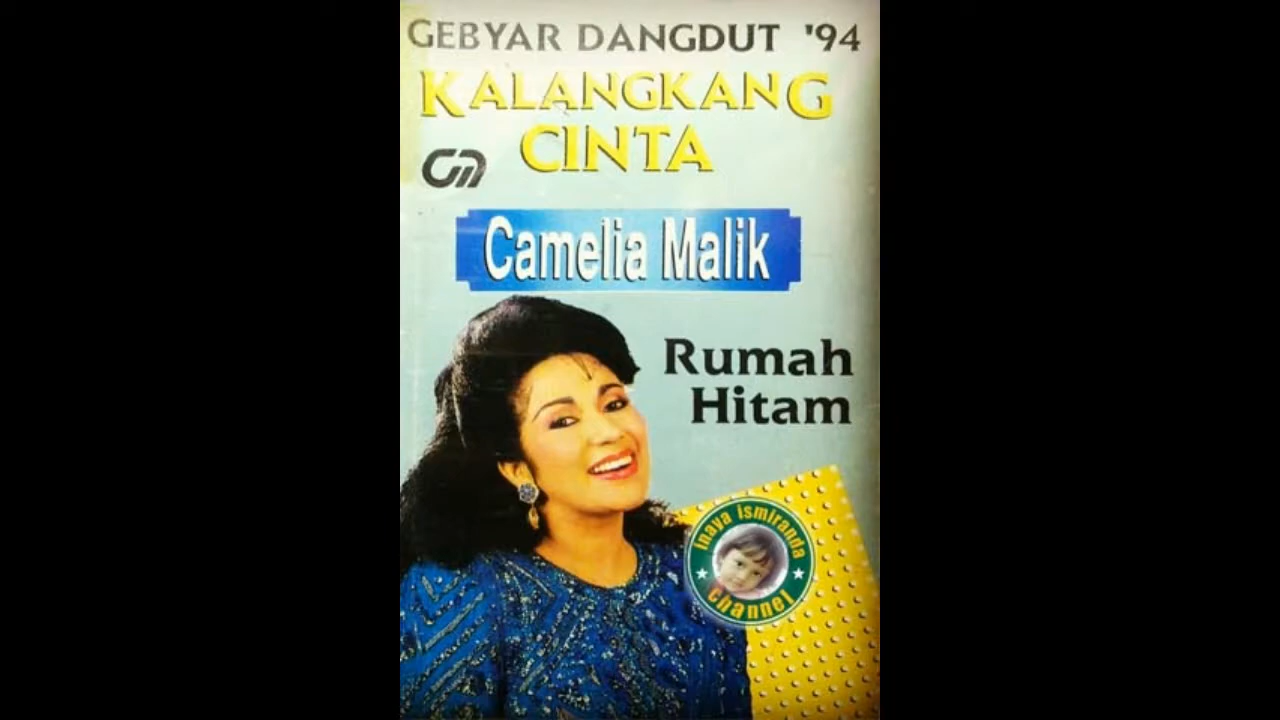 GEBYAR DANGDUT '94
KALANGKANG
CINTA
Camelia Malik
Rumah
Hitam
inaya ismiranda
channel